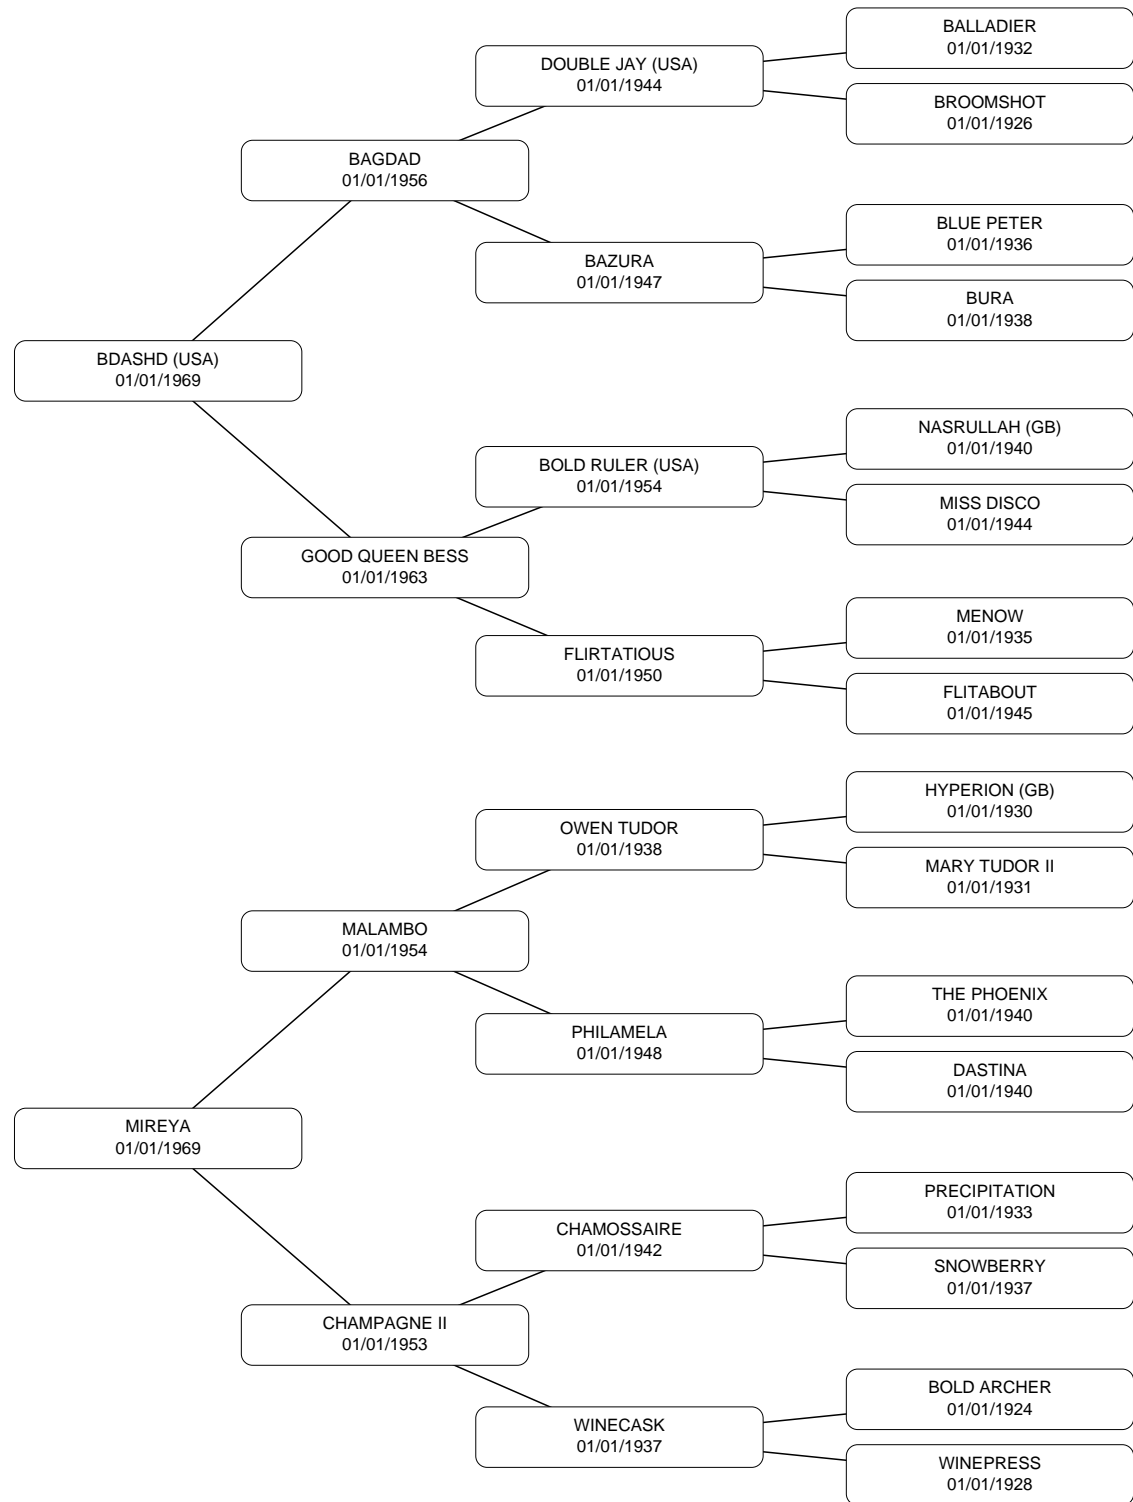 BALLADIER
01/01/1932
DOUBLE JAY (USA)
01/01/1944
BROOMSHOT
01/01/1926
BAGDAD
01/01/1956
BLUE PETER
01/01/1936
BAZURA
01/01/1947
BURA
01/01/1938
BDASHD (USA)
01/01/1969
NASRULLAH (GB)
01/01/1940
BOLD RULER (USA)
01/01/1954
MISS DISCO
01/01/1944
GOOD QUEEN BESS
01/01/1963
MENOW
01/01/1935
FLIRTATIOUS
01/01/1950
FLITABOUT
01/01/1945
HYPERION (GB)
01/01/1930
OWEN TUDOR
01/01/1938
MARY TUDOR II
01/01/1931
MALAMBO
01/01/1954
THE PHOENIX
01/01/1940
PHILAMELA
01/01/1948
DASTINA
01/01/1940
MIREYA
01/01/1969
PRECIPITATION
01/01/1933
CHAMOSSAIRE
01/01/1942
SNOWBERRY
01/01/1937
CHAMPAGNE II
01/01/1953
BOLD ARCHER
01/01/1924
WINECASK
01/01/1937
WINEPRESS
01/01/1928